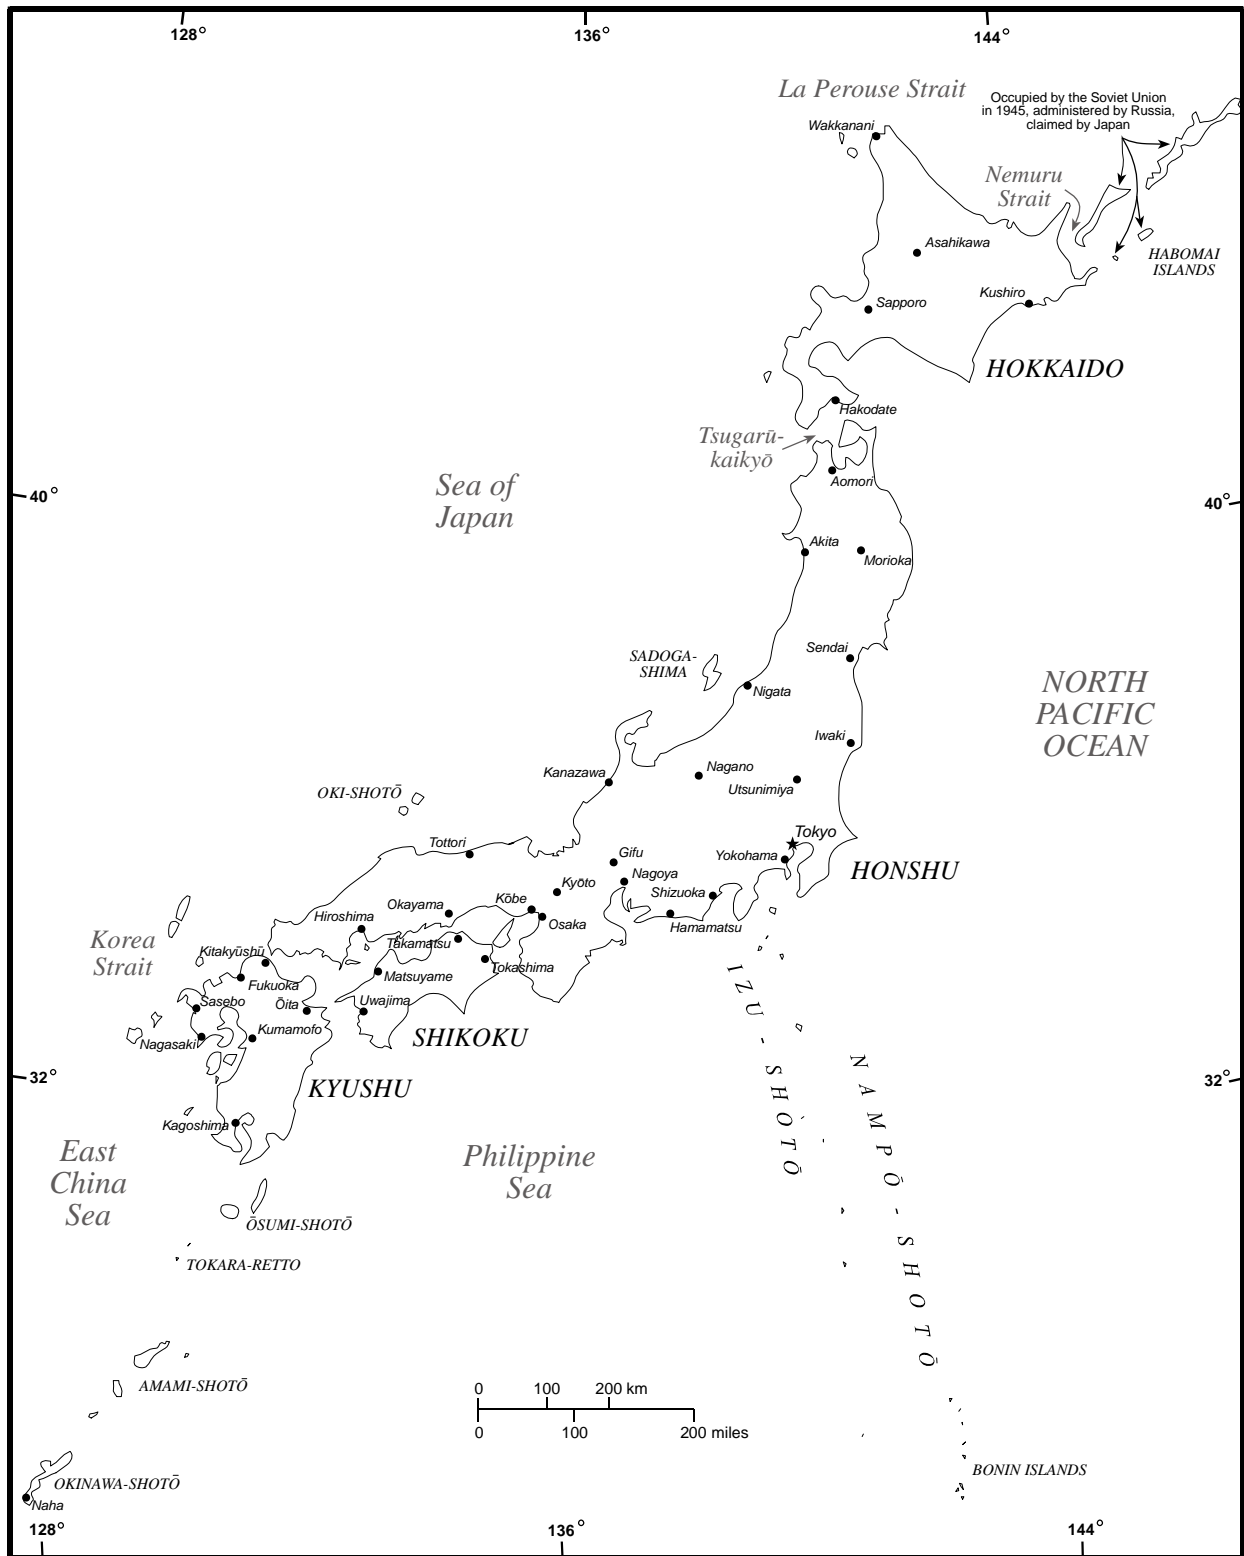 128°
136°
144°
La Perouse Strait
Occupied by the Soviet Union
in 1945, administered by Russia,
claimed by Japan
Wakkanani
Nemuru
Strait
Asahikawa
HABOMAI
ISLANDS
Kushiro
Sapporo
HOKKAIDO
Hakodate
Tsugarū-
kaikyō
Aomori
Sea of
Japan
40°
40°
Akita
Morioka
Sendai
SADOGA-
SHIMA
Nigata
NORTH
PACIFIC
OCEAN
Iwaki
Nagano
Kanazawa
Utsunimiya
OKI-SHOTŌ
Tokyo
Tottori
Gifu
Yokohama
HONSHU
Nagoya
Kyōto
Shizuoka
Kōbe
Okayama
Hiroshima
Osaka
Hamamatsu
Korea
Strait
Takamatsu
Kitakyūshū
Tokashima
Matsuyame
Fukuoka
Sasebo
Ōita
Uwajima
Kumamofo
SHIKOKU
Nagasaki
IZU-SHOTŌ
NAMPŌ-SHOTŌ
32°
32°
KYUSHU
Kagoshima
East
China
Sea
Philippine
Sea
ŌSUMI-SHOTŌ
TOKARA-RETTO
AMAMI-SHOTŌ
0 100 200 km
0 100 200 miles
BONIN ISLANDS
OKINAWA-SHOTŌ
Naha
128°
136°
144°